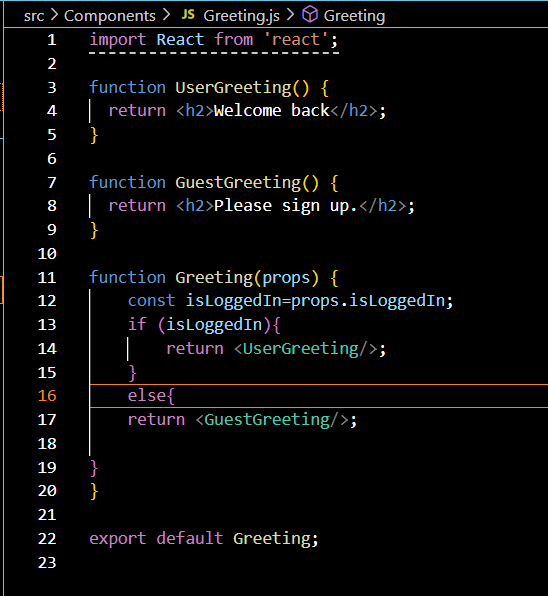 src > Components > JS Greeting.js > Greeting
1 import React from 'react';
2
3 function UserGreeting() {
4 return <h2>Welcome back</h2>;
5 }
6
7 function GuestGreeting() {
8 return <h2>Please sign up.</h2>;
9 }
10
11 function Greeting(props) {
12 const isLoggedIn=props.isLoggedIn;
13 if (isLoggedIn){
14 return <UserGreeting/>;
15 }
16 else{
17 return <GuestGreeting/>;
18
19 }
20 }
21
22 export default Greeting;
23